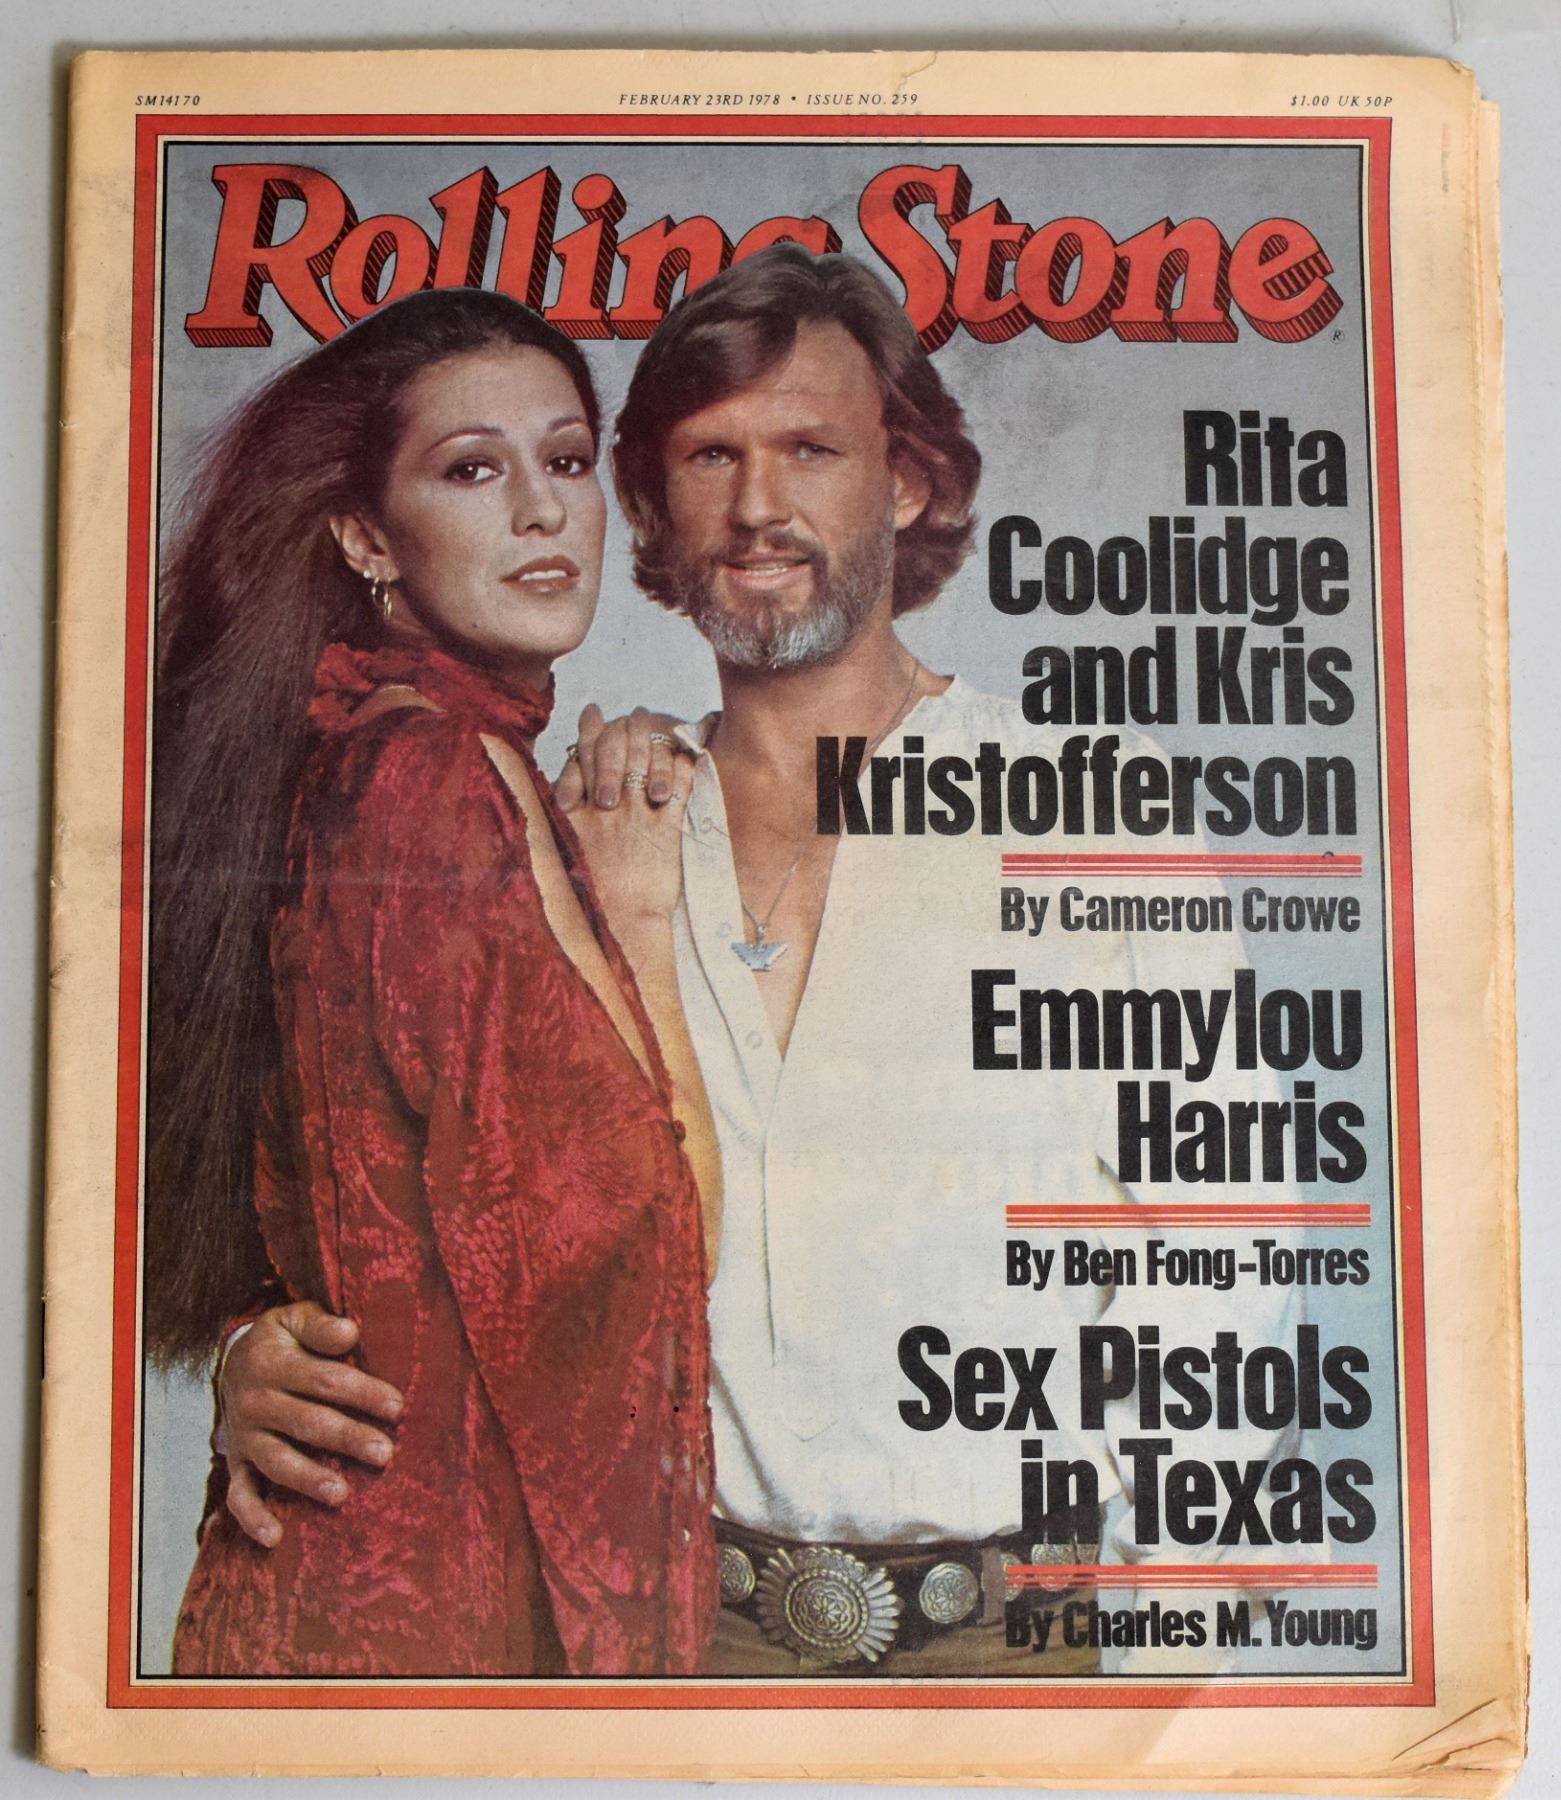 SM14170
FEBRUARY 23RD 1978 • ISSUE NO. 259
$1.00 UK 50P
Rolling Stone
®
Rita
Coolidge
and Kris
Kristofferson
By Cameron Crowe
Emmylou
Harris
By Ben Fong-Torres
Sex Pistols
in Texas
By Charles M. Young